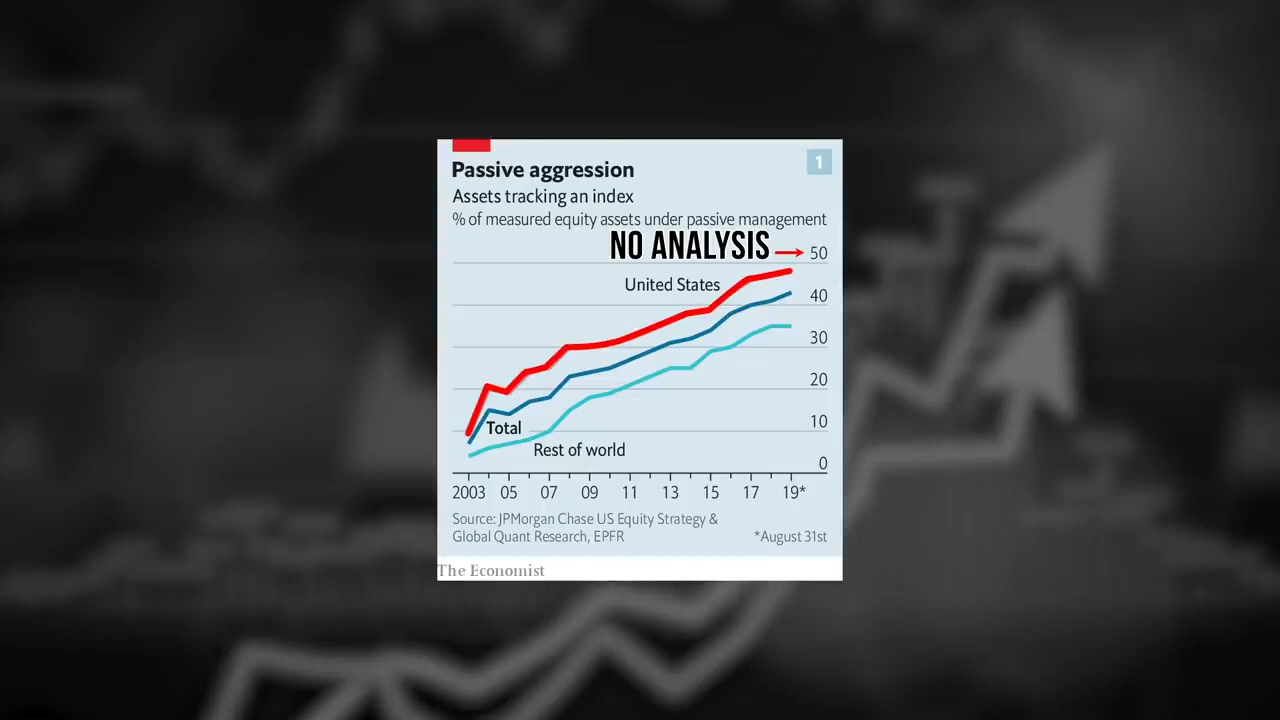 Passive aggression
1
Assets tracking an index
% of measured equity assets under passive management
NO ANALYSIS
50
United States
40
30
20
10
Total
Rest of world
0
2003 05 07 09 11 13 15 17 19*
Source: JPMorgan Chase US Equity Strategy &
Global Quant Research, EPFR
*August 31st
The Economist